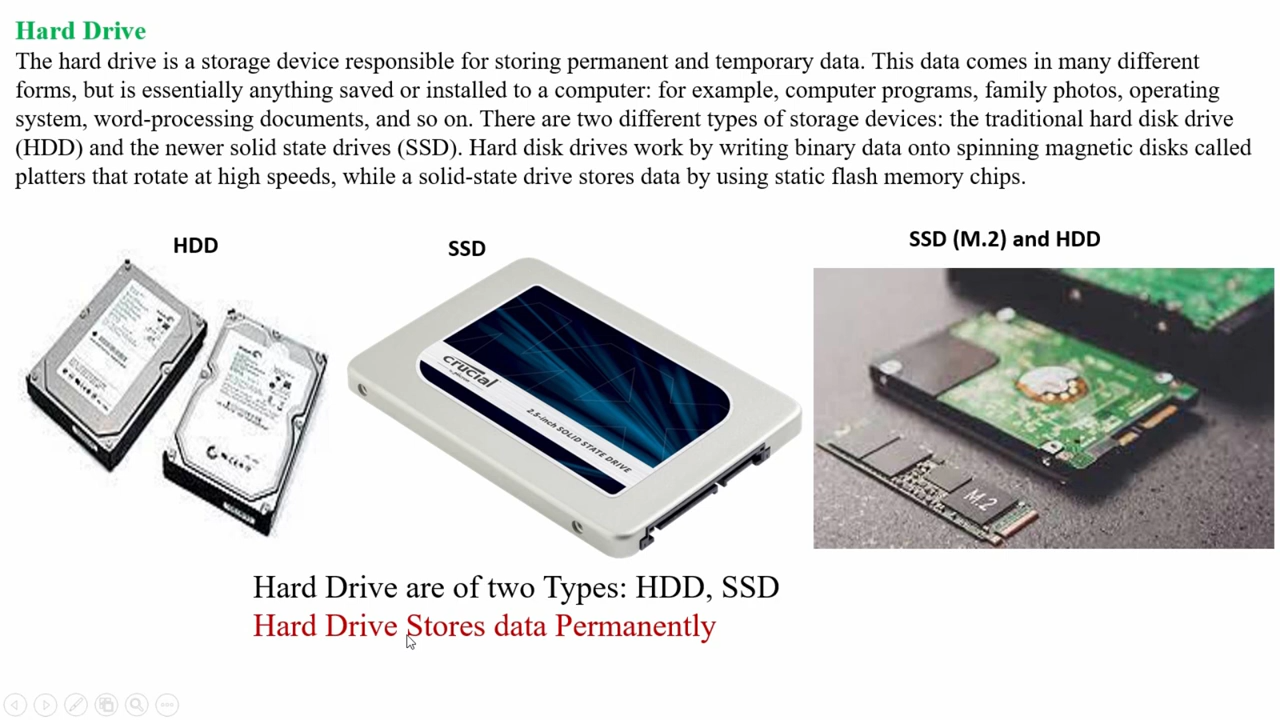 Hard Drive
The hard drive is a storage device responsible for storing permanent and temporary data. This data comes in many different
forms, but is essentially anything saved or installed to a computer: for example, computer programs, family photos, operating
system, word-processing documents, and so on. There are two different types of storage devices: the traditional hard disk drive
(HDD) and the newer solid state drives (SSD). Hard disk drives work by writing binary data onto spinning magnetic disks called
platters that rotate at high speeds, while a solid-state drive stores data by using static flash memory chips.
HDD
SSD
SSD (M.2) and HDD
crucial
2.5-inch SOLID STATE DRIVE
M.2
Hard Drive are of two Types: HDD, SSD
Hard Drive Stores data Permanently